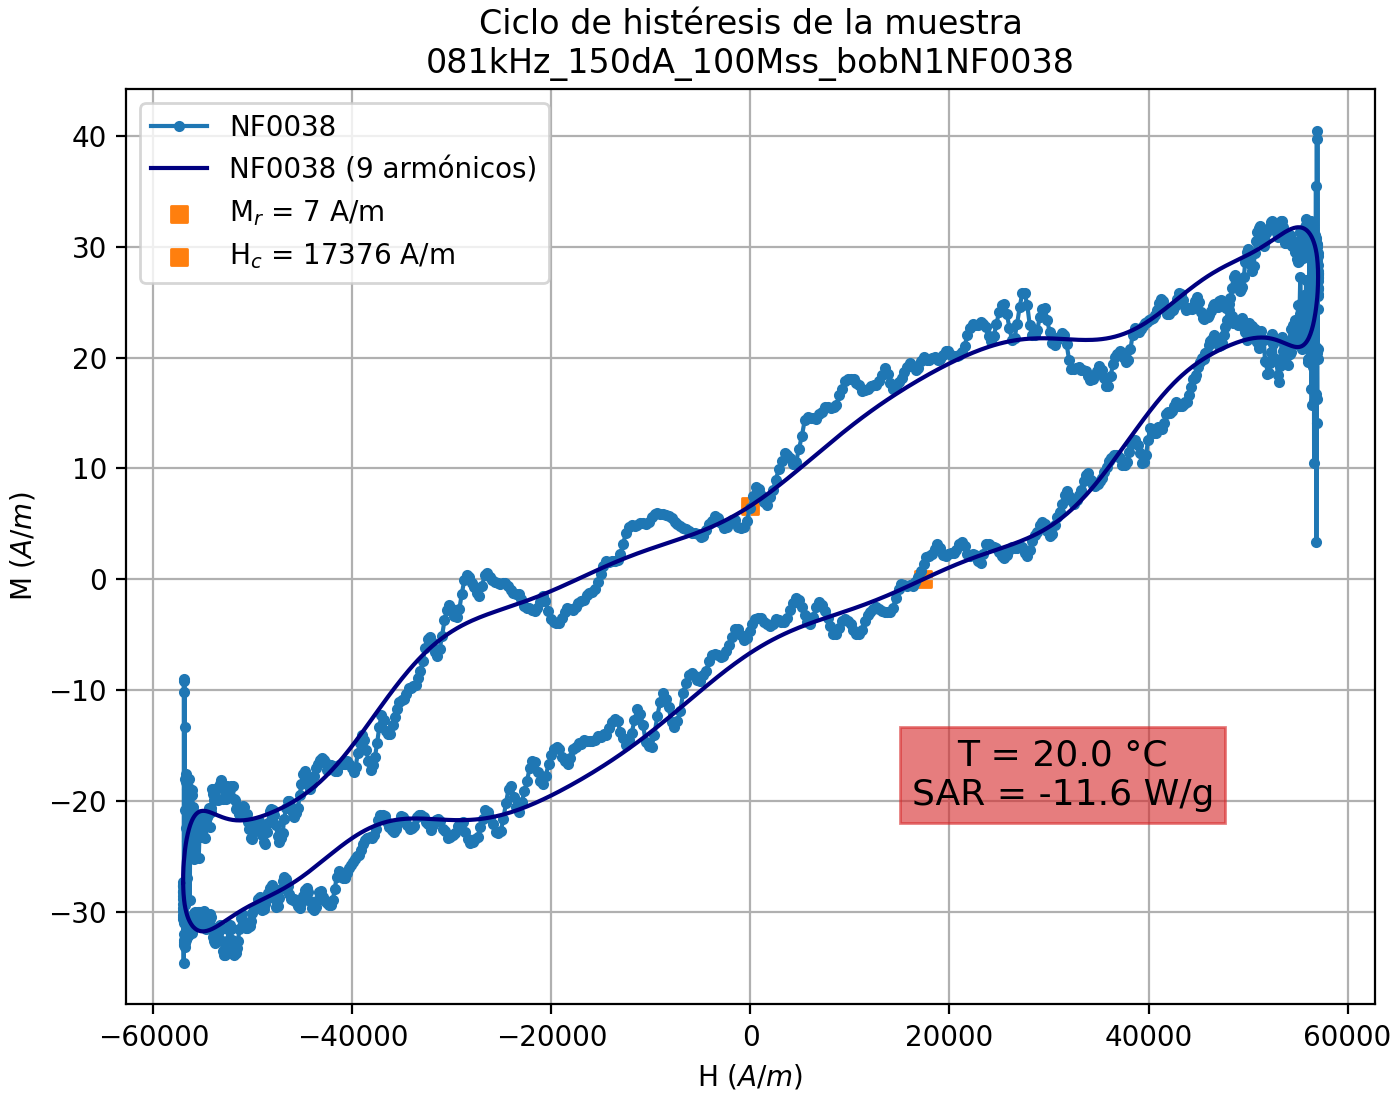 Ciclo de histéresis de la muestra
081kHz_150dA_100Mss_bobN1NF0038
NF0038
NF0038 (9 armónicos)
Mᵣ = 7 A/m
H_c = 17376 A/m
40
30
20
10
0
−10
−20
−30
M (A/m)
T = 20.0 °C
SAR = -11.6 W/g
−60000
−40000
−20000
0
20000
40000
60000
H (A/m)